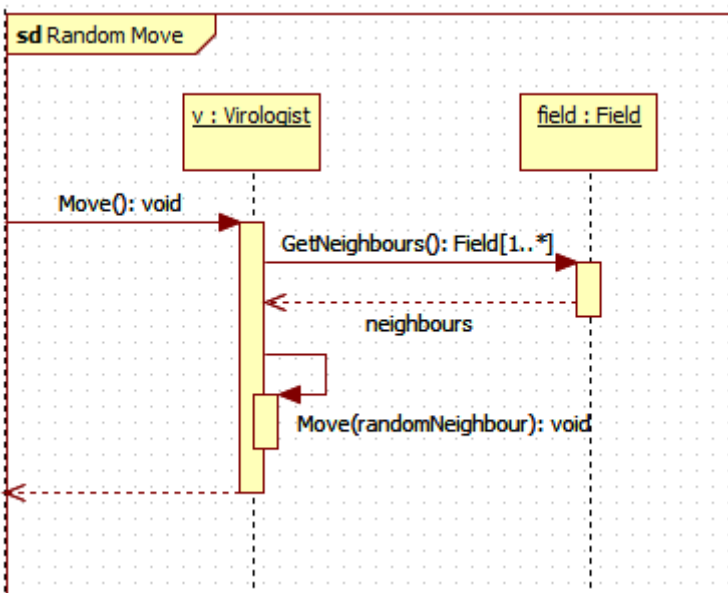 sd Random Move
v : Virologist
field : Field
Move(): void
GetNeighbours(): Field[1..*]
neighbours
Move(randomNeighbour): void